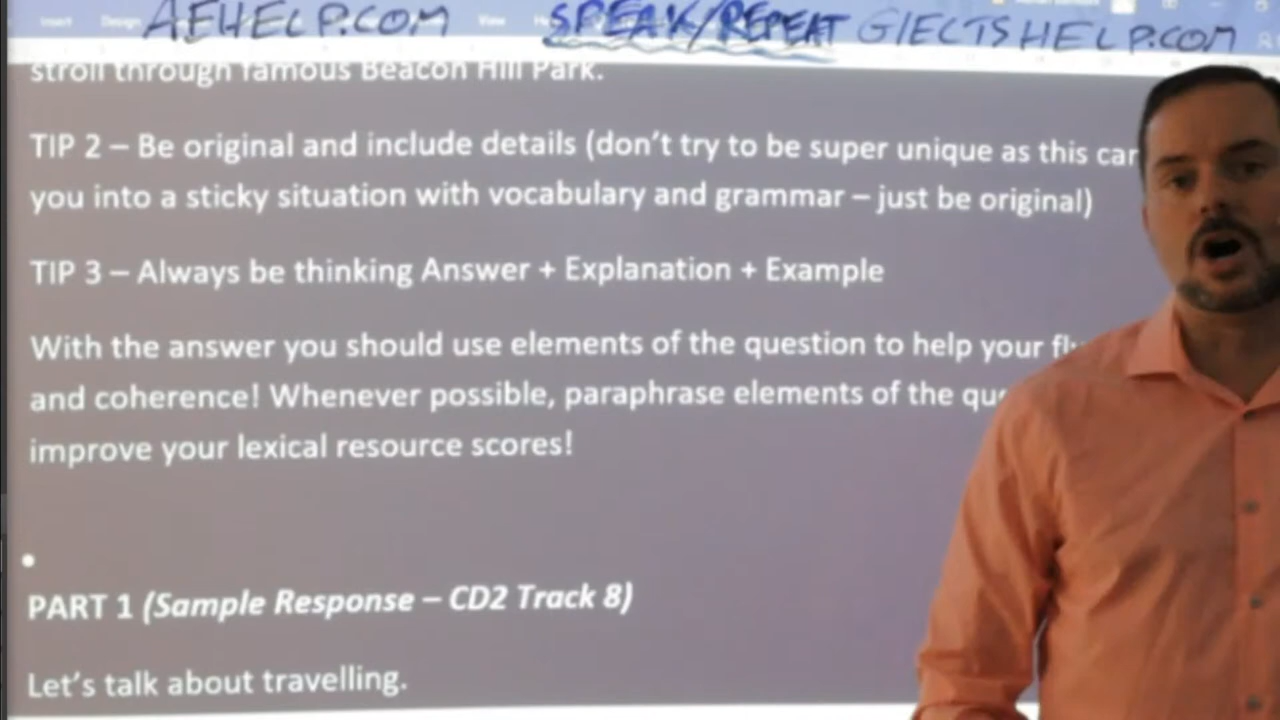 Insert Design View
AEHELP.COM SPEAK/REPEAT GIELTSHELP.COM
stroll through famous Beacon Hill Park.
TIP 2 – Be original and include details (don't try to be super unique as this can
you into a sticky situation with vocabulary and grammar – just be original)
TIP 3 – Always be thinking Answer + Explanation + Example
With the answer you should use elements of the question to help your
and coherence! Whenever possible, paraphrase elements of the
improve your lexical resource scores!
PART 1 (Sample Response – CD2 Track 8)
Let's talk about travelling.